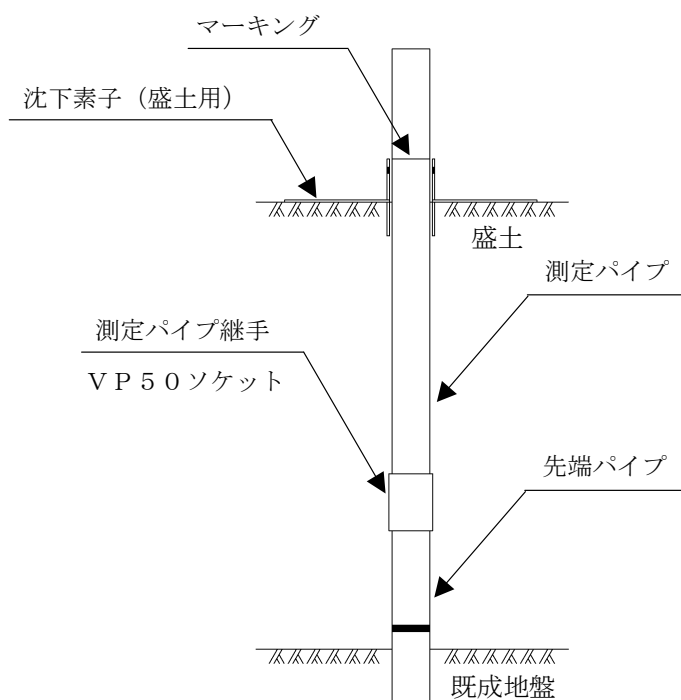 マーキング
沈下素子（盛土用）
盛土
測定パイプ
測定パイプ継手
ＶＰ５０ソケット
先端パイプ
既成地盤